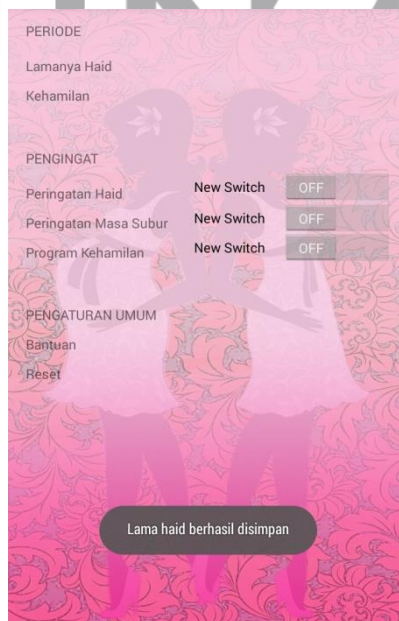 PERIODE
Lamanya Haid
Kehamilan
PENGINGAT
Peringatan Haid New Switch OFF
Peringatan Masa Subur New Switch OFF
Program Kehamilan New Switch OFF
PENGATURAN UMUM
Bantuan
Reset
Lama haid berhasil disimpan